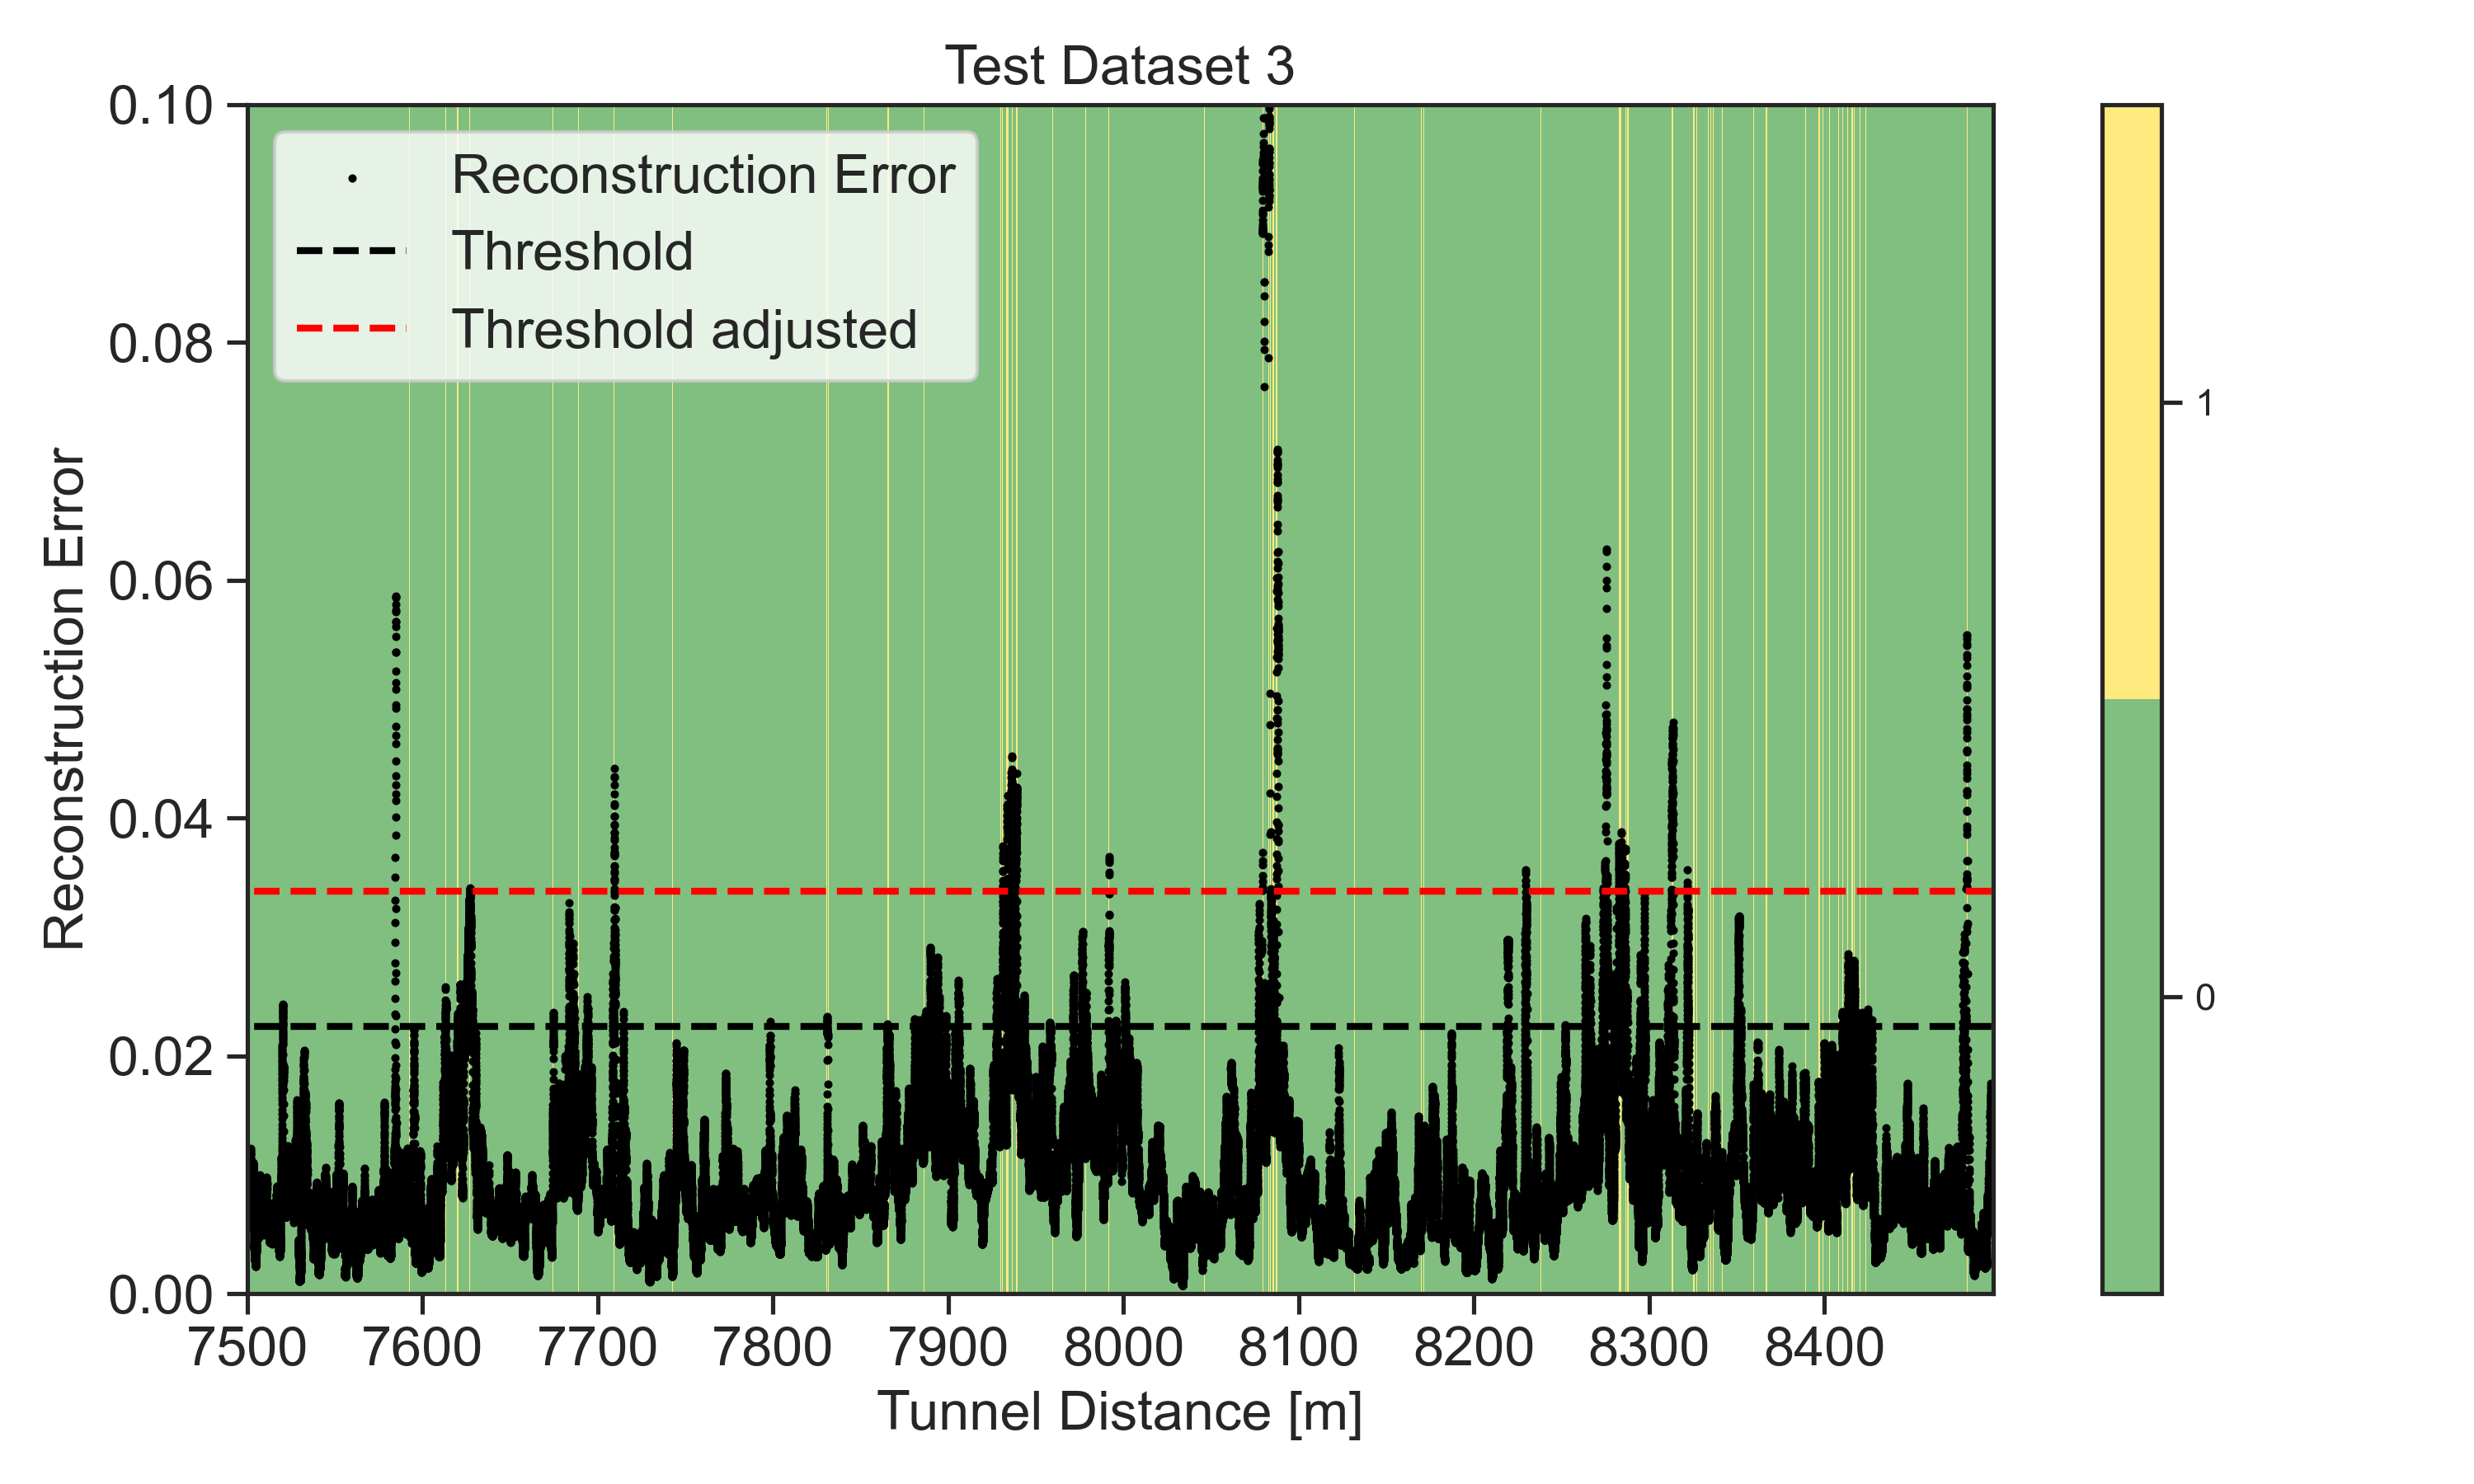 Test Dataset 3
0.10
0.08
0.06
0.04
0.02
0.00
Reconstruction Error
Reconstruction Error
Threshold
Threshold adjusted
7500 7600 7700 7800 7900 8000 8100 8200 8300 8400
Tunnel Distance [m]
1
0